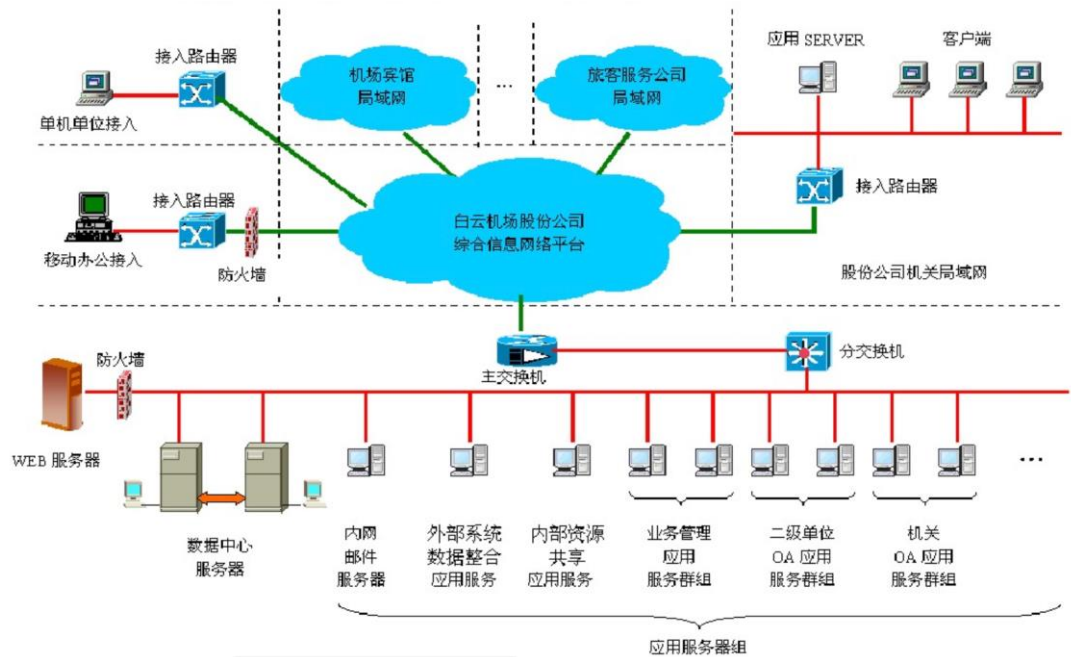 接入路由器
单机单位接入
机场宾馆
局域网
...
旅客服务公司
局域网
应用 SERVER
客户端
接入路由器
移动办公接入
接入路由器
防火墙
白云机场股份公司
综合信息网络平台
接入路由器
股份公司机关局域网
防火墙
WEB 服务器
主交换机
分交换机
数据中心
服务器
内网
邮件
服务器
外部系统
数据整合
应用服务
内部资源
共享
应用服务
业务管理
应用
服务群组
二级单位
OA 应用
服务群组
机关
OA 应用
服务群组
...
应用服务器组